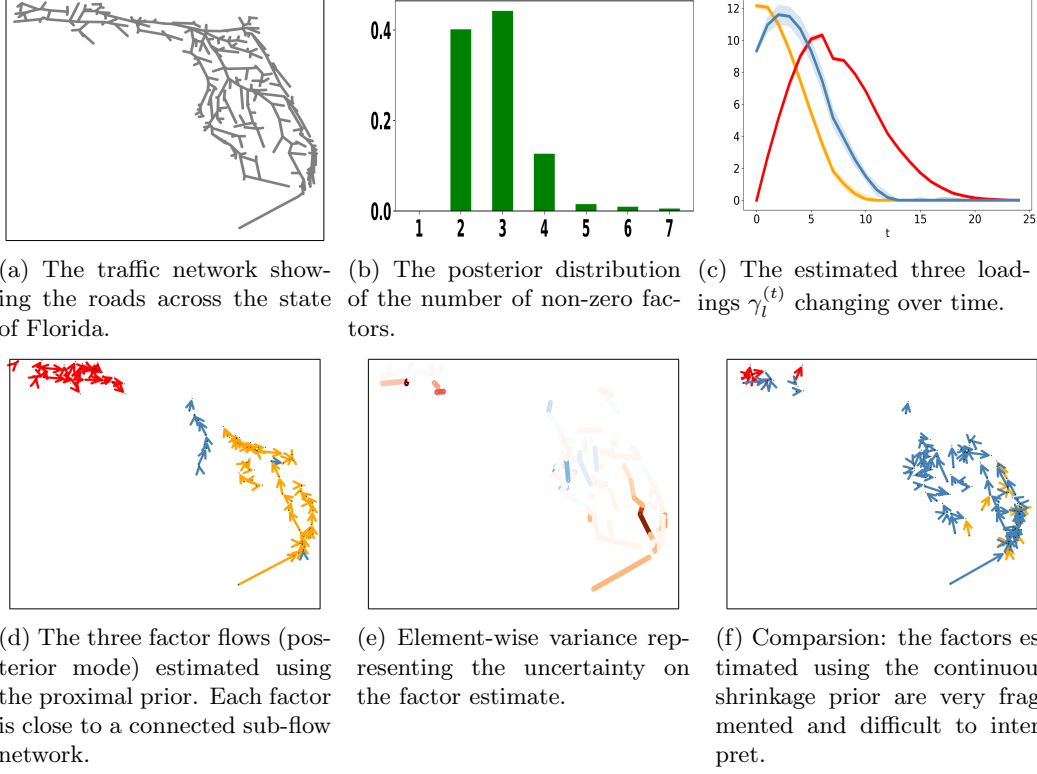 0.4
0.2
0.0
1 2 3 4 5 6 7
12
10
8
6
4
2
0
0 5 10 15 20 25
t
(a) The traffic network show-
ing the roads across the state
of Florida.
(b) The posterior distribution
of the number of non-zero fac-
tors.
(c) The estimated three load-
ings γ_l^{(t)} changing over time.
(d) The three factor flows (pos-
terior mode) estimated using
the proximal prior. Each factor
is close to a connected sub-flow
network.
(e) Element-wise variance rep-
resenting the uncertainty on
the factor estimate.
(f) Comparsion: the factors es
timated using the continuou
shrinkage prior are very frag
mented and difficult to inter
pret.